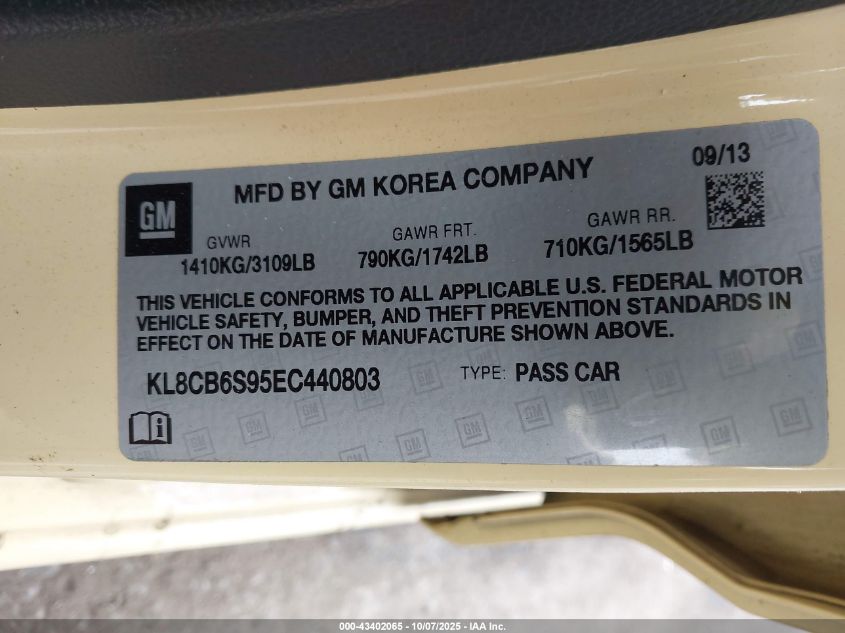 GM
MFD BY GM KOREA COMPANY
09/13
GVWR
1410KG/3109LB
GAWR FRT.
790KG/1742LB
GAWR RR.
710KG/1565LB
THIS VEHICLE CONFORMS TO ALL APPLICABLE U.S. FEDERAL MOTOR
VEHICLE SAFETY, BUMPER, AND THEFT PREVENTION STANDARDS IN
EFFECT ON THE DATE OF MANUFACTURE SHOWN ABOVE.
KL8CB6S95EC440803
TYPE: PASS CAR
000-43402065 - 10/07/2025 - IAA Inc.